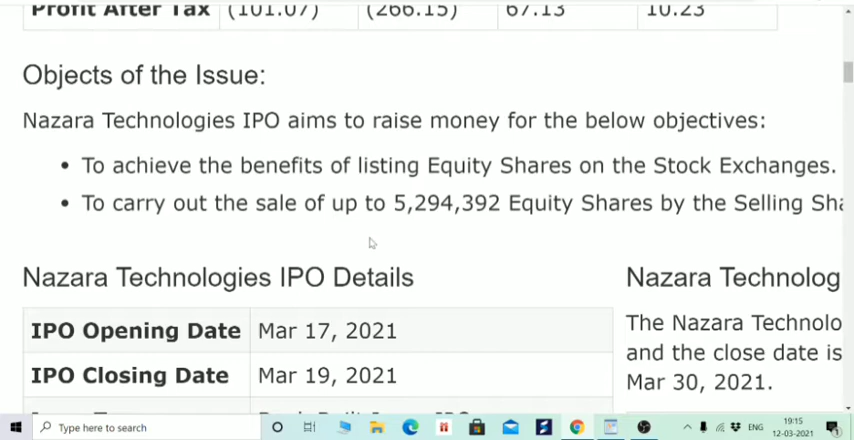 Profit After Tax (101.07) (266.15) 67.13 10.23
Objects of the Issue:
Nazara Technologies IPO aims to raise money for the below objectives:
• To achieve the benefits of listing Equity Shares on the Stock Exchanges.
• To carry out the sale of up to 5,294,392 Equity Shares by the Selling Sha
Nazara Technologies IPO Details
IPO Opening Date Mar 17, 2021
IPO Closing Date Mar 19, 2021
Nazara Technolog
The Nazara Technolo
and the close date is
Mar 30, 2021.
Type here to search
ENG
19:15
12-03-2021